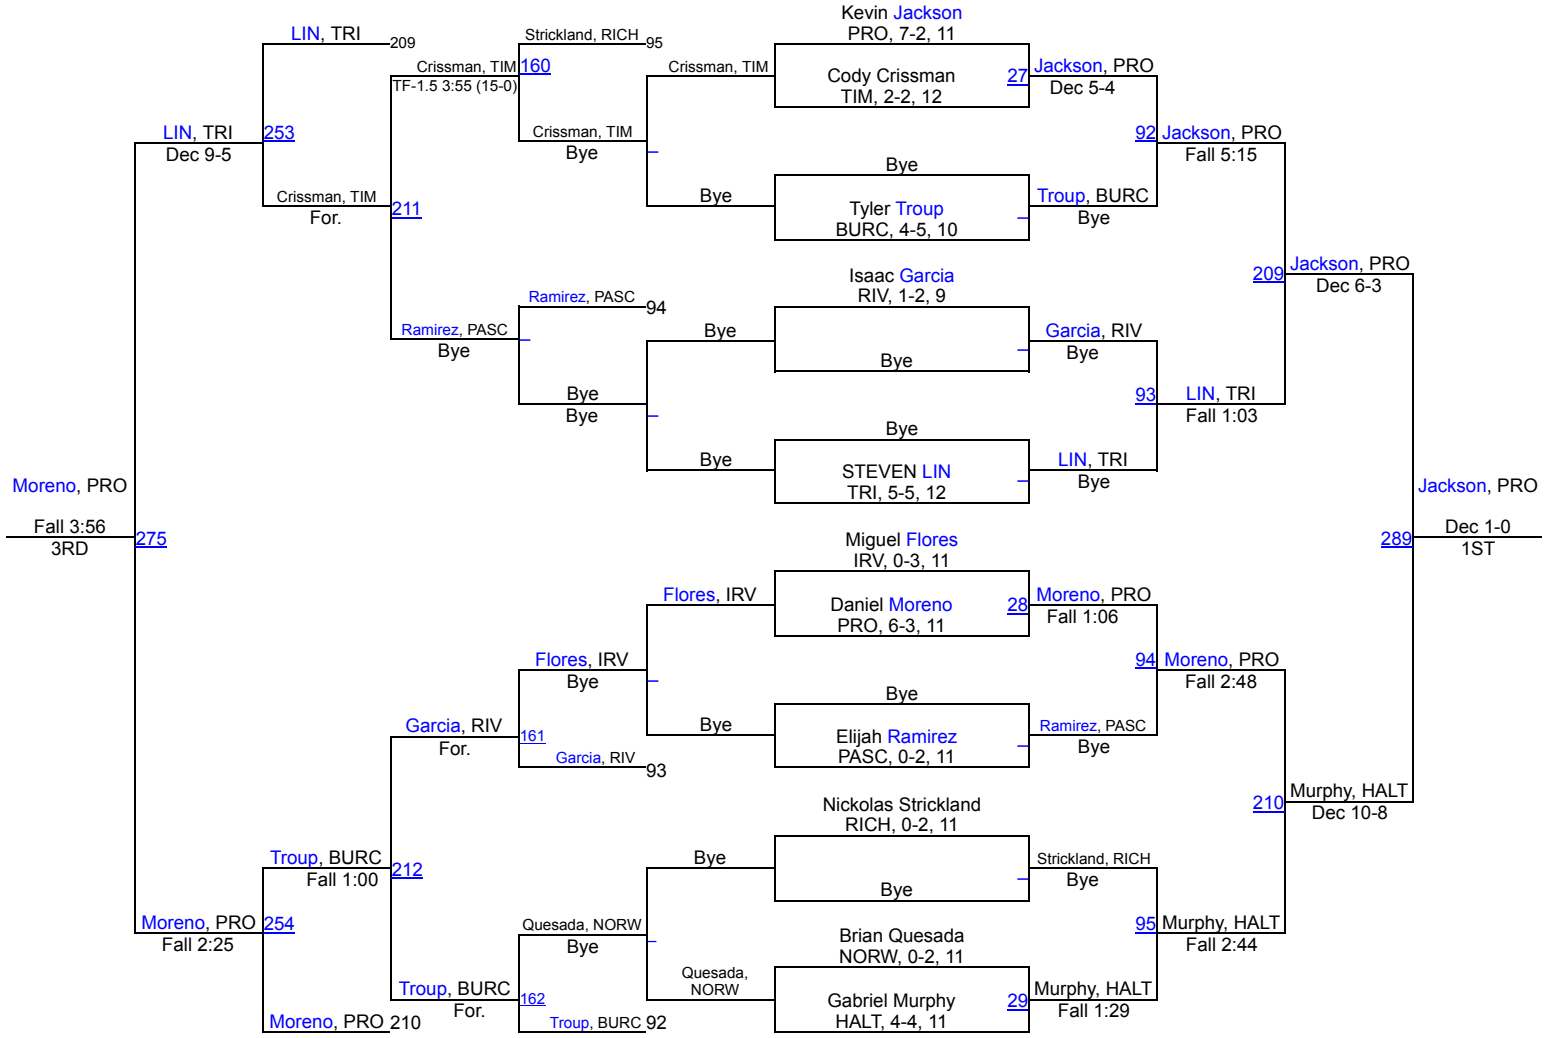 Kevin Jackson
PRO, 7-2, 11
LIN, TRI
209
Strickland, RICH
95
Crissman, TIM
160
TF-1.5 3:55 (15-0)
Crissman, TIM
Cody Crissman
TIM, 2-2, 12
27
Jackson, PRO
Dec 5-4
LIN, TRI
253
Dec 9-5
Crissman, TIM
Bye
92
Jackson, PRO
Fall 5:15
Bye
Crissman, TIM
For.
211
Bye
Tyler Troup
BURC, 4-5, 10
Troup, BURC
Bye
Isaac Garcia
RIV, 1-2, 9
209
Jackson, PRO
Dec 6-3
Ramirez, PASC
94
Ramirez, PASC
Bye
Bye
Bye
Garcia, RIV
Bye
Bye
Bye
93
LIN, TRI
Fall 1:03
Bye
Bye
STEVEN LIN
TRI, 5-5, 12
LIN, TRI
Bye
Moreno, PRO
Fall 3:56
3RD
275
Jackson, PRO
289
Dec 1-0
1ST
Miguel Flores
IRV, 0-3, 11
Flores, IRV
Daniel Moreno
PRO, 6-3, 11
28
Moreno, PRO
Fall 1:06
Flores, IRV
Bye
94
Moreno, PRO
Fall 2:48
Bye
Garcia, RIV
For.
161
Bye
Elijah Ramirez
PASC, 0-2, 11
Ramirez, PASC
Bye
Garcia, RIV
93
Nickolas Strickland
RICH, 0-2, 11
210
Murphy, HALT
Dec 10-8
Troup, BURC
Fall 1:00
212
Bye
Bye
Strickland, RICH
Bye
Moreno, PRO
254
Fall 2:25
Quesada, NORW
Bye
Brian Quesada
NORW, 0-2, 11
95
Murphy, HALT
Fall 2:44
Troup, BURC
For.
162
Quesada,
NORW
Gabriel Murphy
HALT, 4-4, 11
29
Murphy, HALT
Fall 1:29
Moreno, PRO
210
Troup, BURC
92